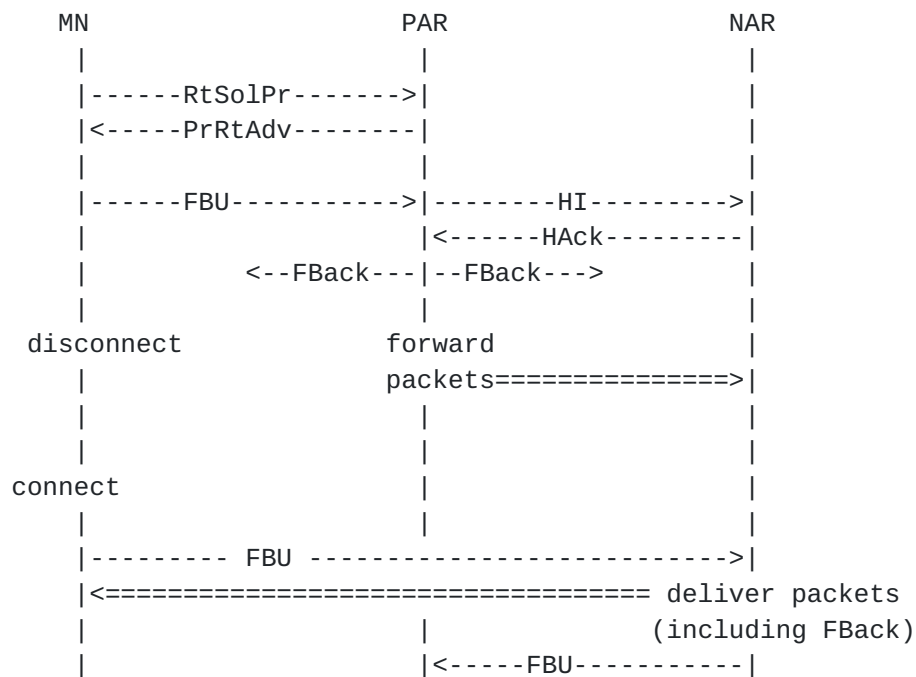 MN                    PAR                  NAR
|                      |                    |
|------RtSolPr------->|                    |
|<-----PrRtAdv--------|                    |
|                      |                    |
|------FBU----------->|--------HI--------->|
|                      |<------HAck---------|
|          <--FBack---|--FBack--->         |
|                      |                    |
disconnect             forward              |
|                    packets===============>|
|                      |                    |
|                      |                    |
connect                |                    |
|                      |                    |
|--------- FBU --------------------------->|
|<=================================== deliver packets
|                      |              (including FBack)
|                      |<-----FBU-----------|